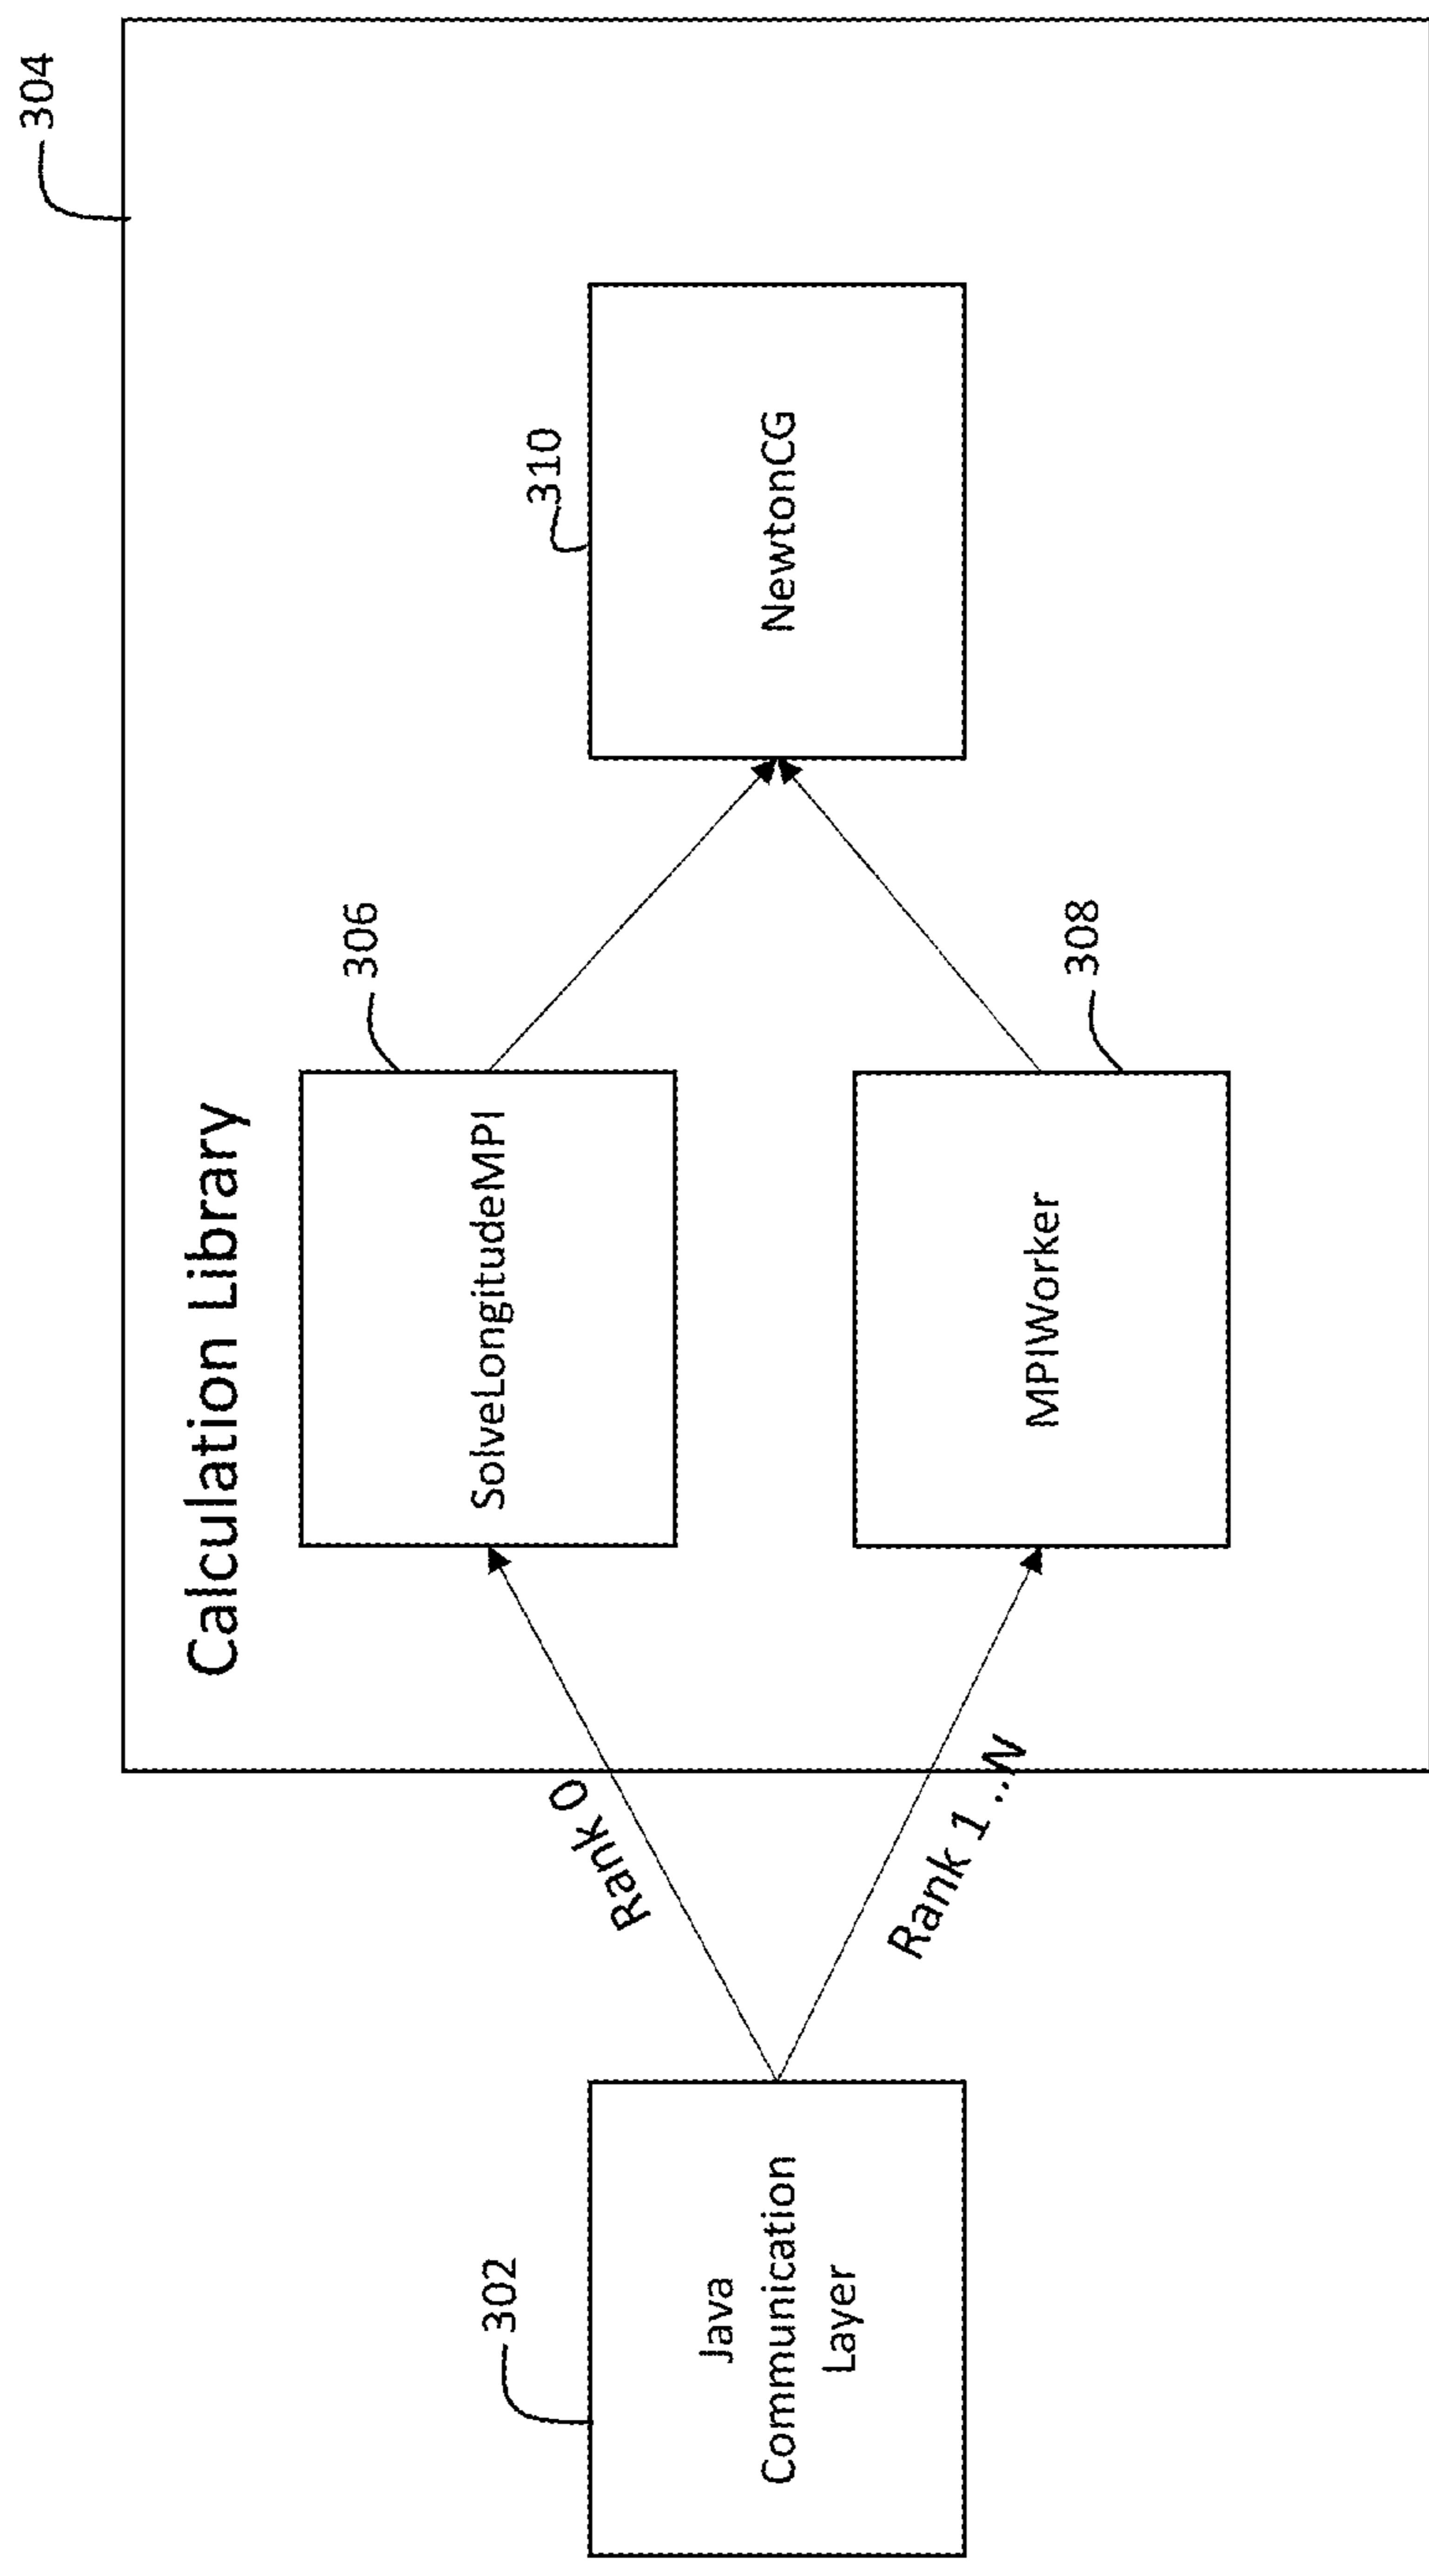 304
Calculation Library
306
SolveLongitudeMPI
310
NewtonCG
308
MPIWorker
Rank 0
Rank 1 ...N
302
Java
Communication
Layer